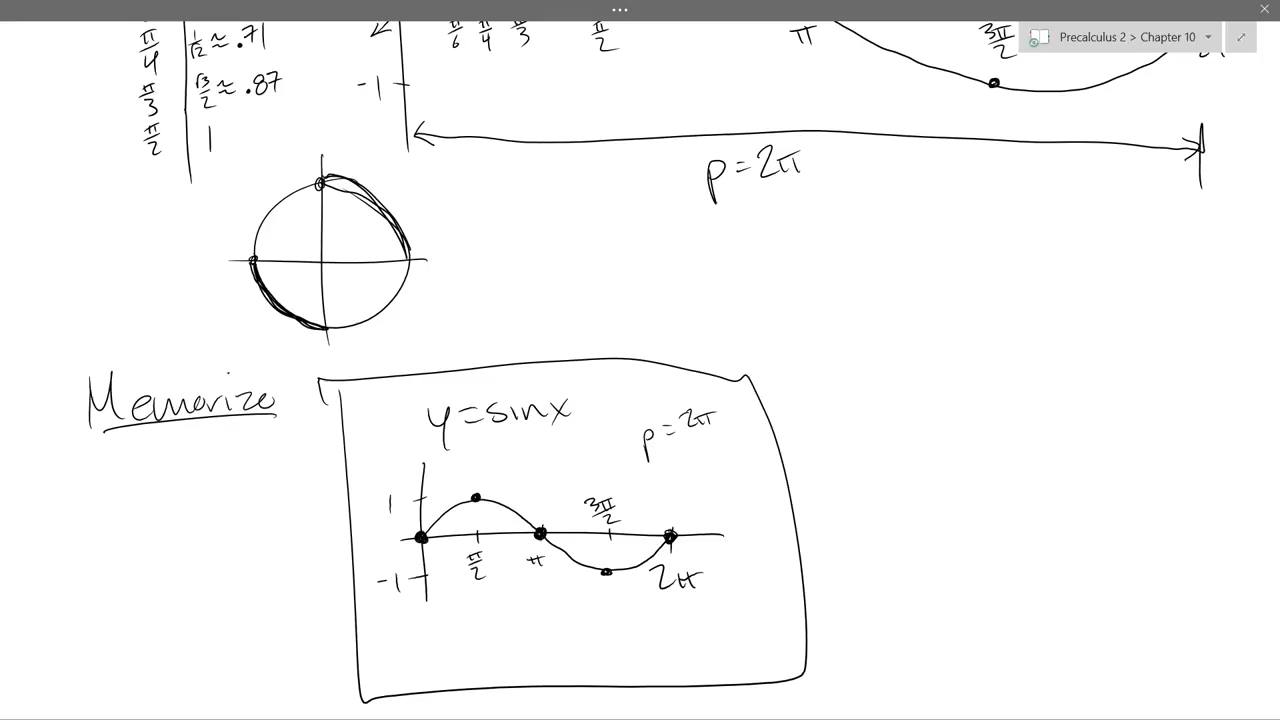 Precalculus 2 > Chapter 10
π/4 1/√2 ≈ .71
π/3 √3/2 ≈ .87
π/2 1
π/6 π/4 π/3 π/2 π 3π/2
-1
p=2π
Memorize
y=sinx
p=2π
1
3π/2
π/2 π 2π
-1